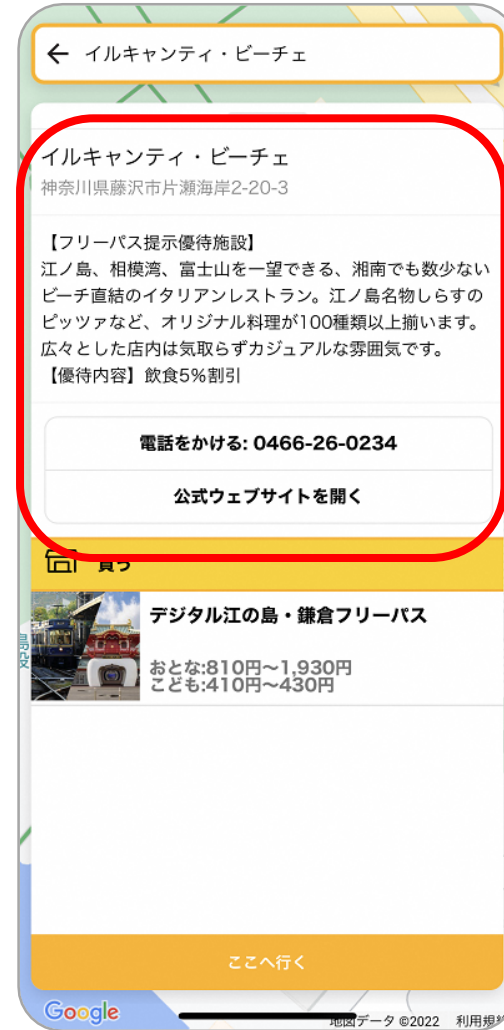 ← イルキャンティ・ビーチェ
イルキャンティ・ビーチェ
神奈川県藤沢市片瀬海岸2-20-3
【フリーパス提示優待施設】
江ノ島、相模湾、富士山を一望できる、湘南でも数少ない
ビーチ直結のイタリアンレストラン。江ノ島名物しらすの
ピッツァなど、オリジナル料理が100種類以上揃います。
広々とした店内は気取らずカジュアルな雰囲気です。
【優待内容】飲食5%割引
電話をかける: 0466-26-0234
公式ウェブサイトを開く
買う
デジタル江の島・鎌倉フリーパス
おとな:810円〜1,930円
こども:410円〜430円
ここへ行く
Google
地図データ ©2022 利用規約